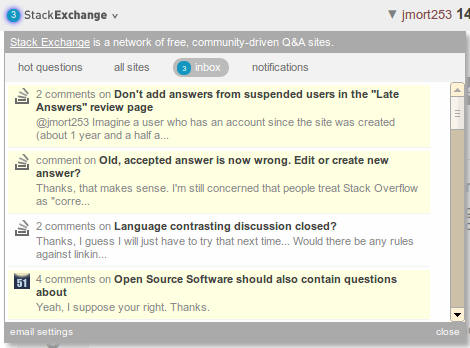 3 StackExchange
jmort253 14
Stack Exchange is a network of free, community-driven Q&A sites.
hot questions all sites 3 inbox notifications
2 comments on Don't add answers from suspended users in the "Late
Answers" review page
@jmort253 Imagine a user who has an account since the site was created
(about 1 year and a half a...
comment on Old, accepted answer is now wrong. Edit or create new
answer?
Thanks, that makes sense. I'm still concerned that people treat Stack Overflow
as "corre...
2 comments on Language contrasting discussion closed?
Thanks, I guess I will just have to try that next time... Would there be any rules
against linkin...
51
4 comments on Open Source Software should also contain questions
about
Yeah, I suppose your right. Thanks.
email settings close